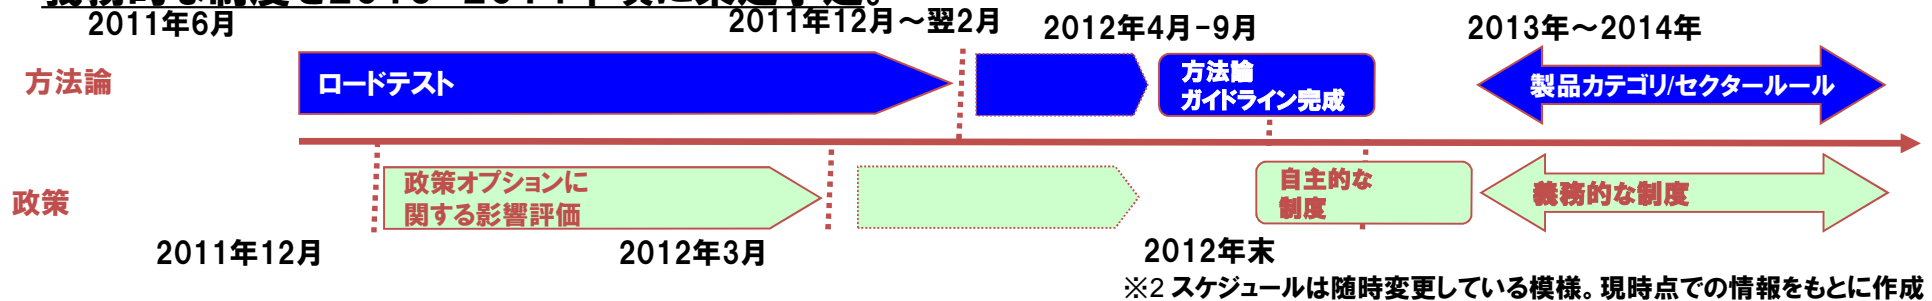 2011年6月
2011年12月～翌2月
2012年4月-9月
2013年～2014年
方法論
ロードテスト
方法論
ガイドライン完成
製品カテゴリ/セクタールール
政策
政策オプションに
関する影響評価
自主的な
制度
義務的な制度
2011年12月
2012年3月
2012年末
※2 スケジュールは随時変更している模様。現時点での情報をもとに作成